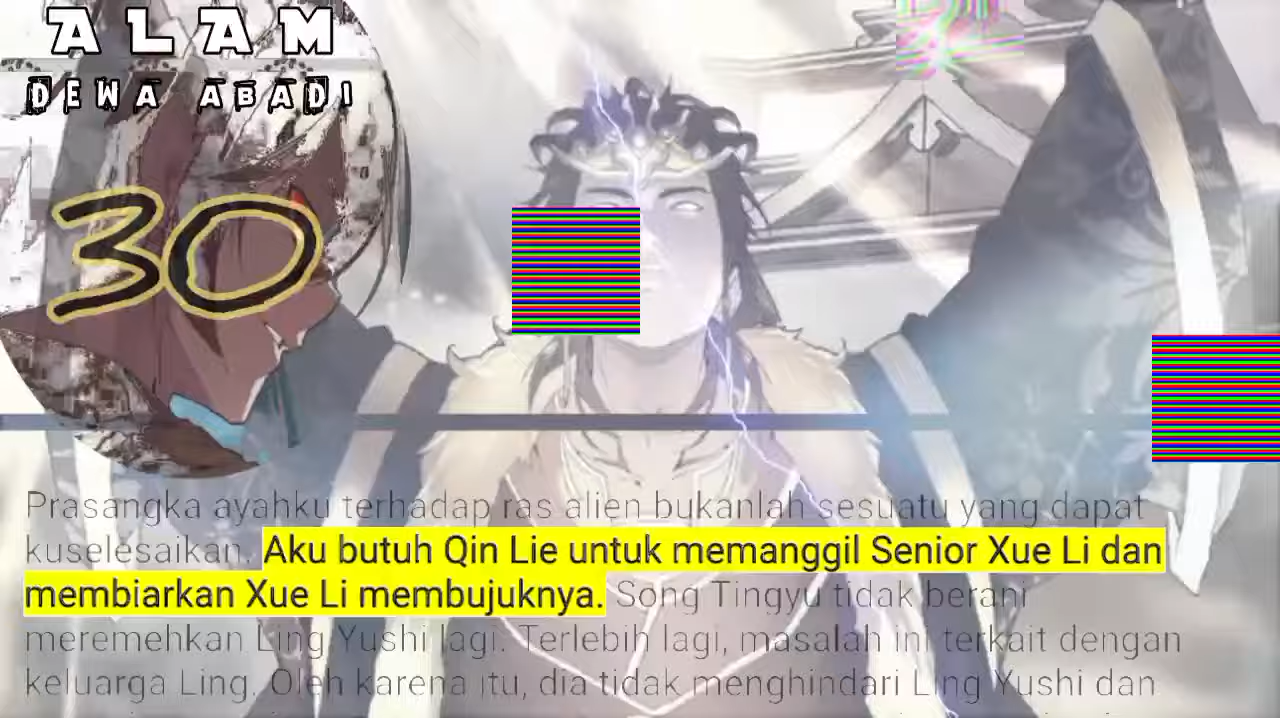 ALAM
DEWA ABADI
30
Prasangka ayahku terhadap ras alien bukanlah sesuatu yang dapat
kuselesaikan. Aku butuh Qin Lie untuk memanggil Senior Xue Li dan
membiarkan Xue Li membujuknya. Song Tingyu tidak berani
meremehkan Ling Yushi lagi. Terlebih lagi, masalah ini terkait dengan
keluarga Ling. Oleh karena itu, dia tidak menghindari Ling Yushi dan